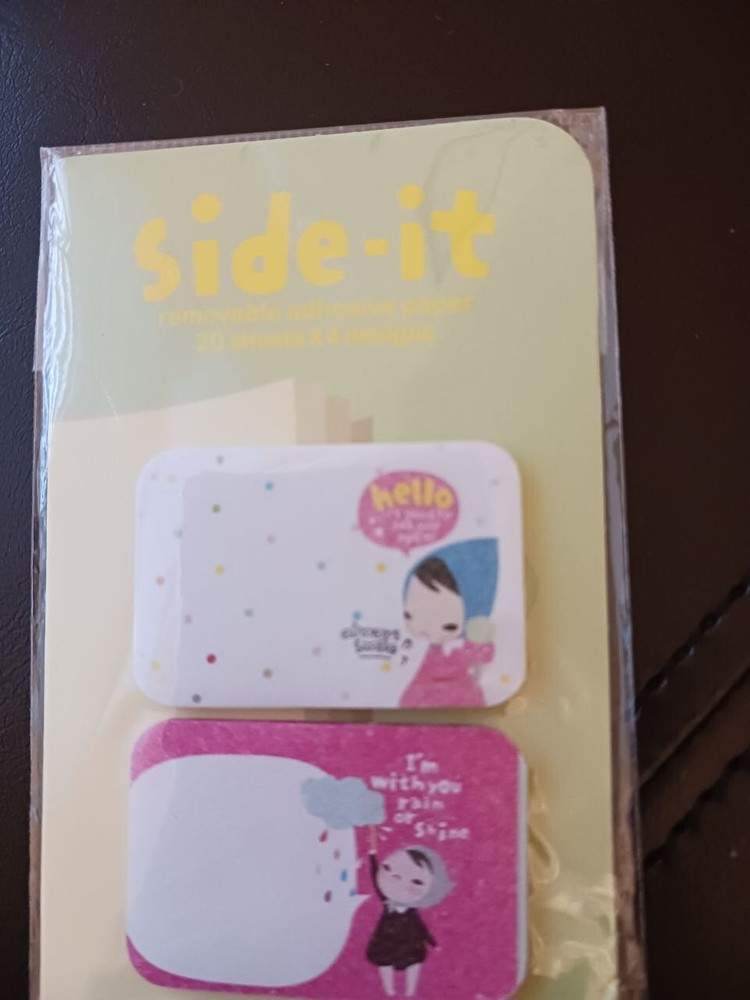 side-it
removable adhesive paper
20 sheets x 4 designs
hello
always
smile
I'm
with you
rain
or
shine